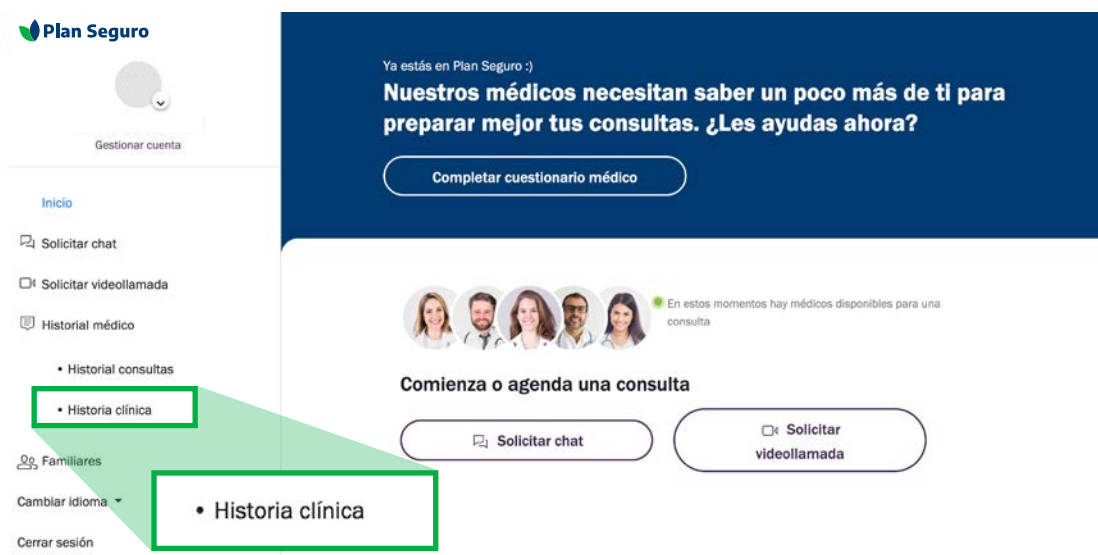 Plan Seguro
Gestionar cuenta
Inicio
Solicitar chat
Solicitar videollamada
Historial médico
• Historial consultas
• Historia clínica
Familiares
Cambiar idioma
Cerrar sesión
• Historia clínica
Ya estás en Plan Seguro :)
Nuestros médicos necesitan saber un poco más de ti para
preparar mejor tus consultas. ¿Les ayudas ahora?
Completar cuestionario médico
En estos momentos hay médicos disponibles para una
consulta
Comienza o agenda una consulta
Solicitar chat
Solicitar
videollamada